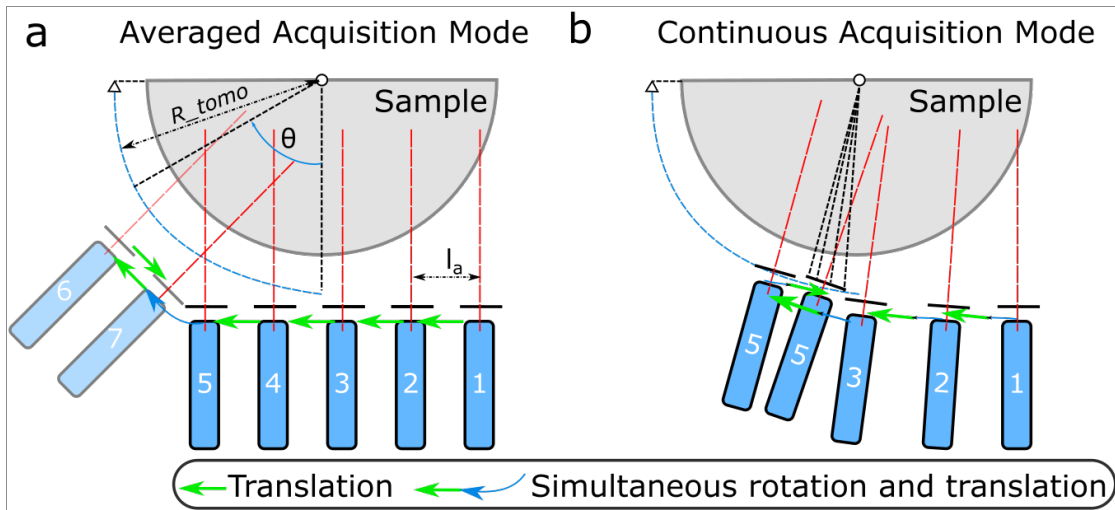 a Averaged Acquisition Mode
b Continuous Acquisition Mode
R_tomo
Sample
θ
l_a
6
7
5
4
3
2
1
Sample
5
5
3
2
1
Translation
Simultaneous rotation and translation